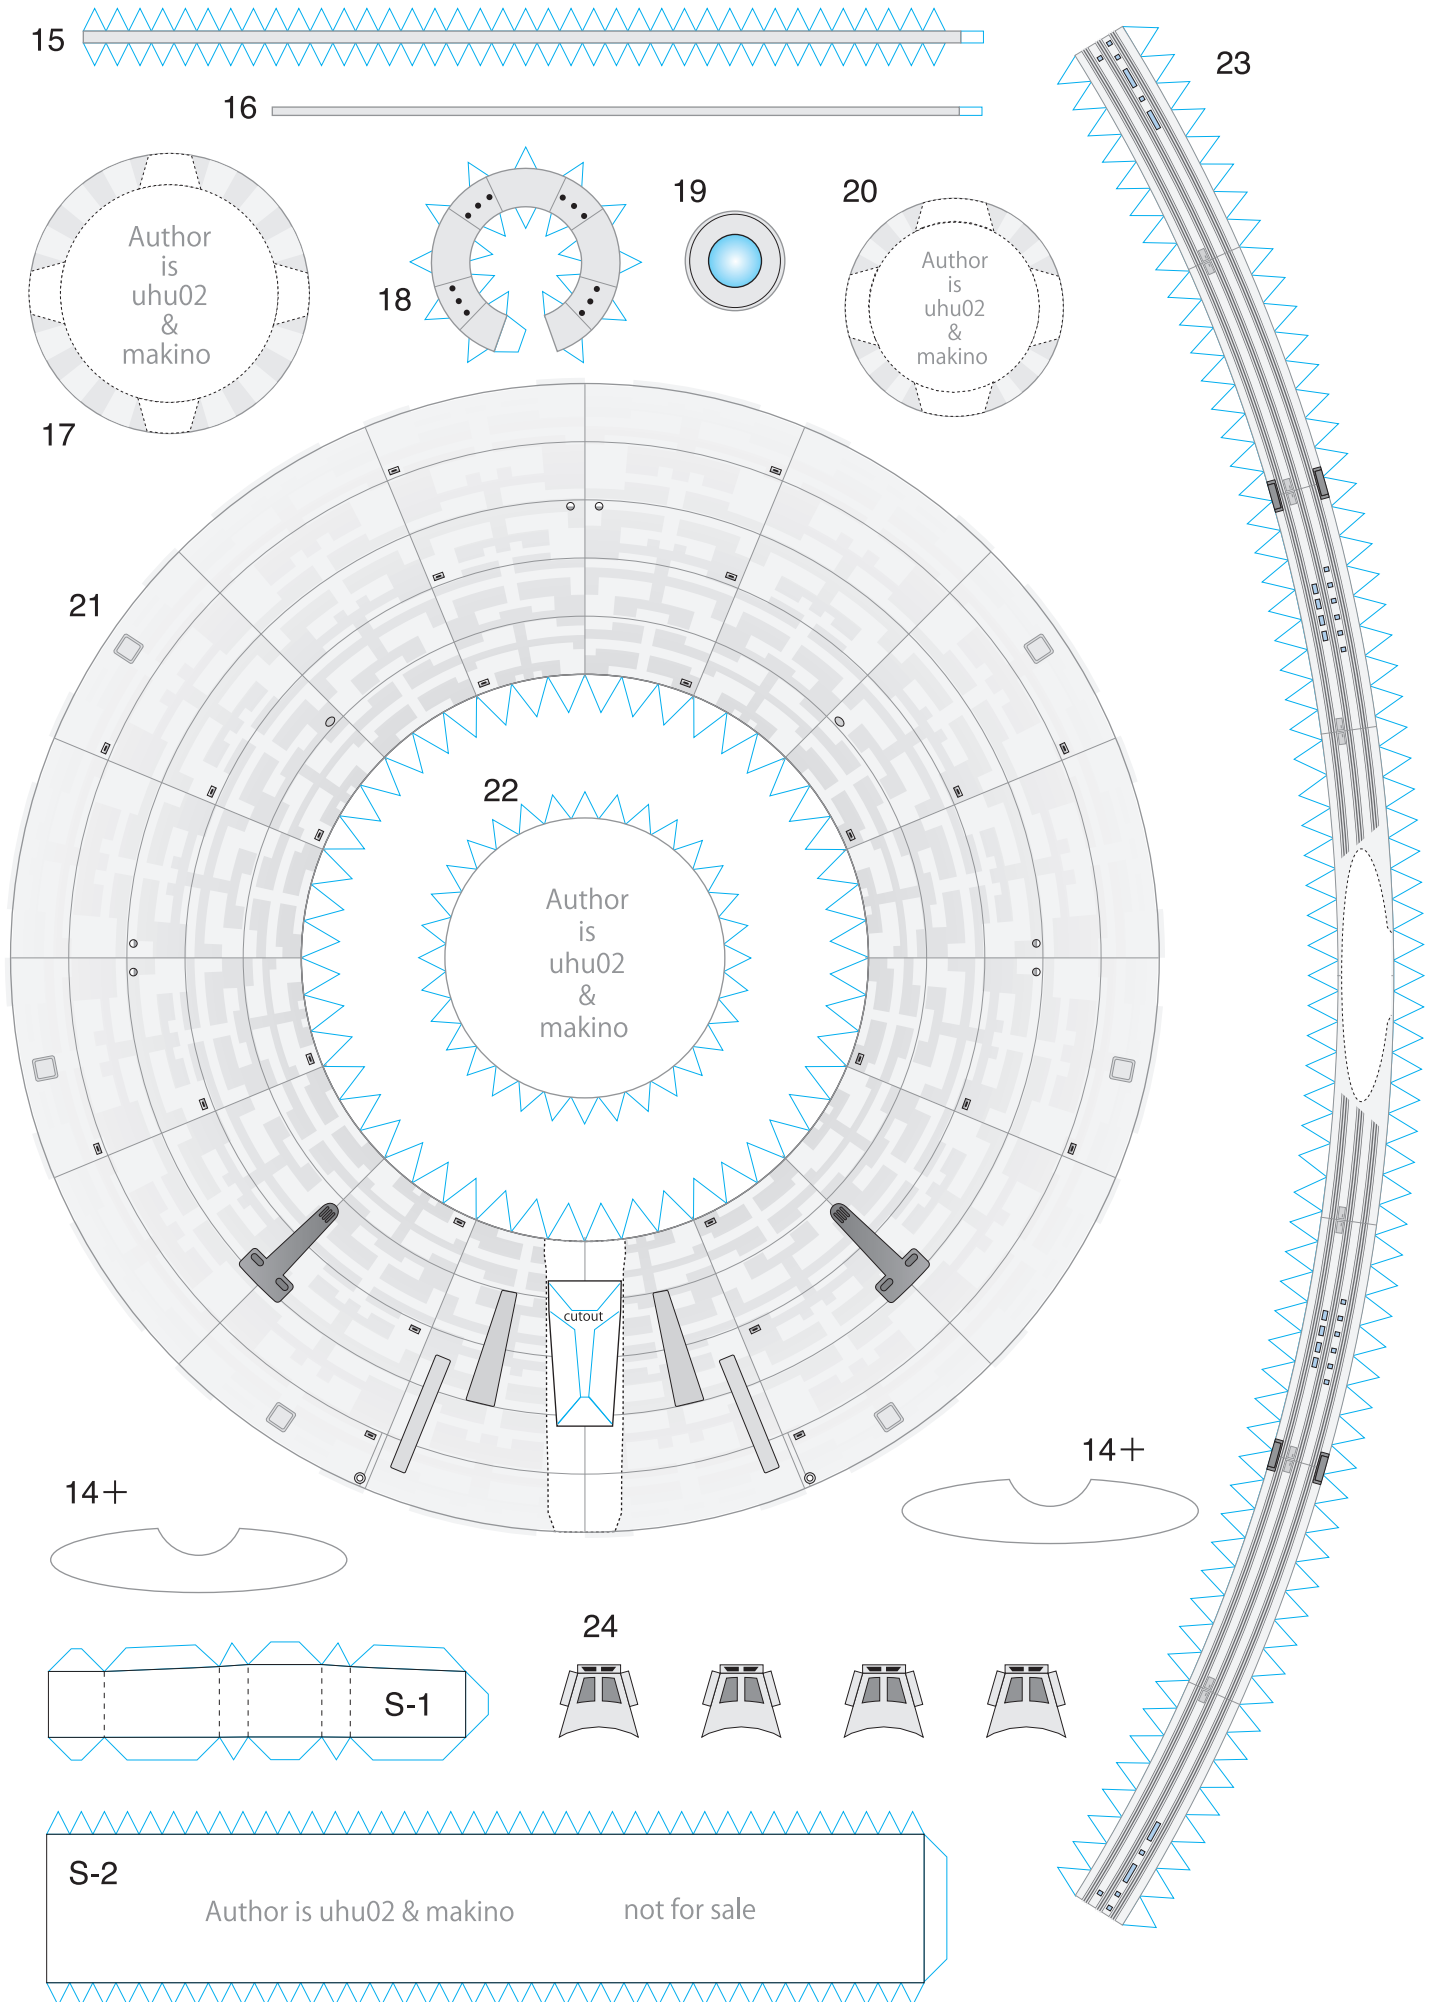 15
23
16
19
20
18
Author
is
uhu02
&
makino
17
Author
is
uhu02
&
makino
21
22
Author
is
uhu02
&
makino
cutout
14+
14+
24
S-1
S-2
Author is uhu02 & makino
not for sale